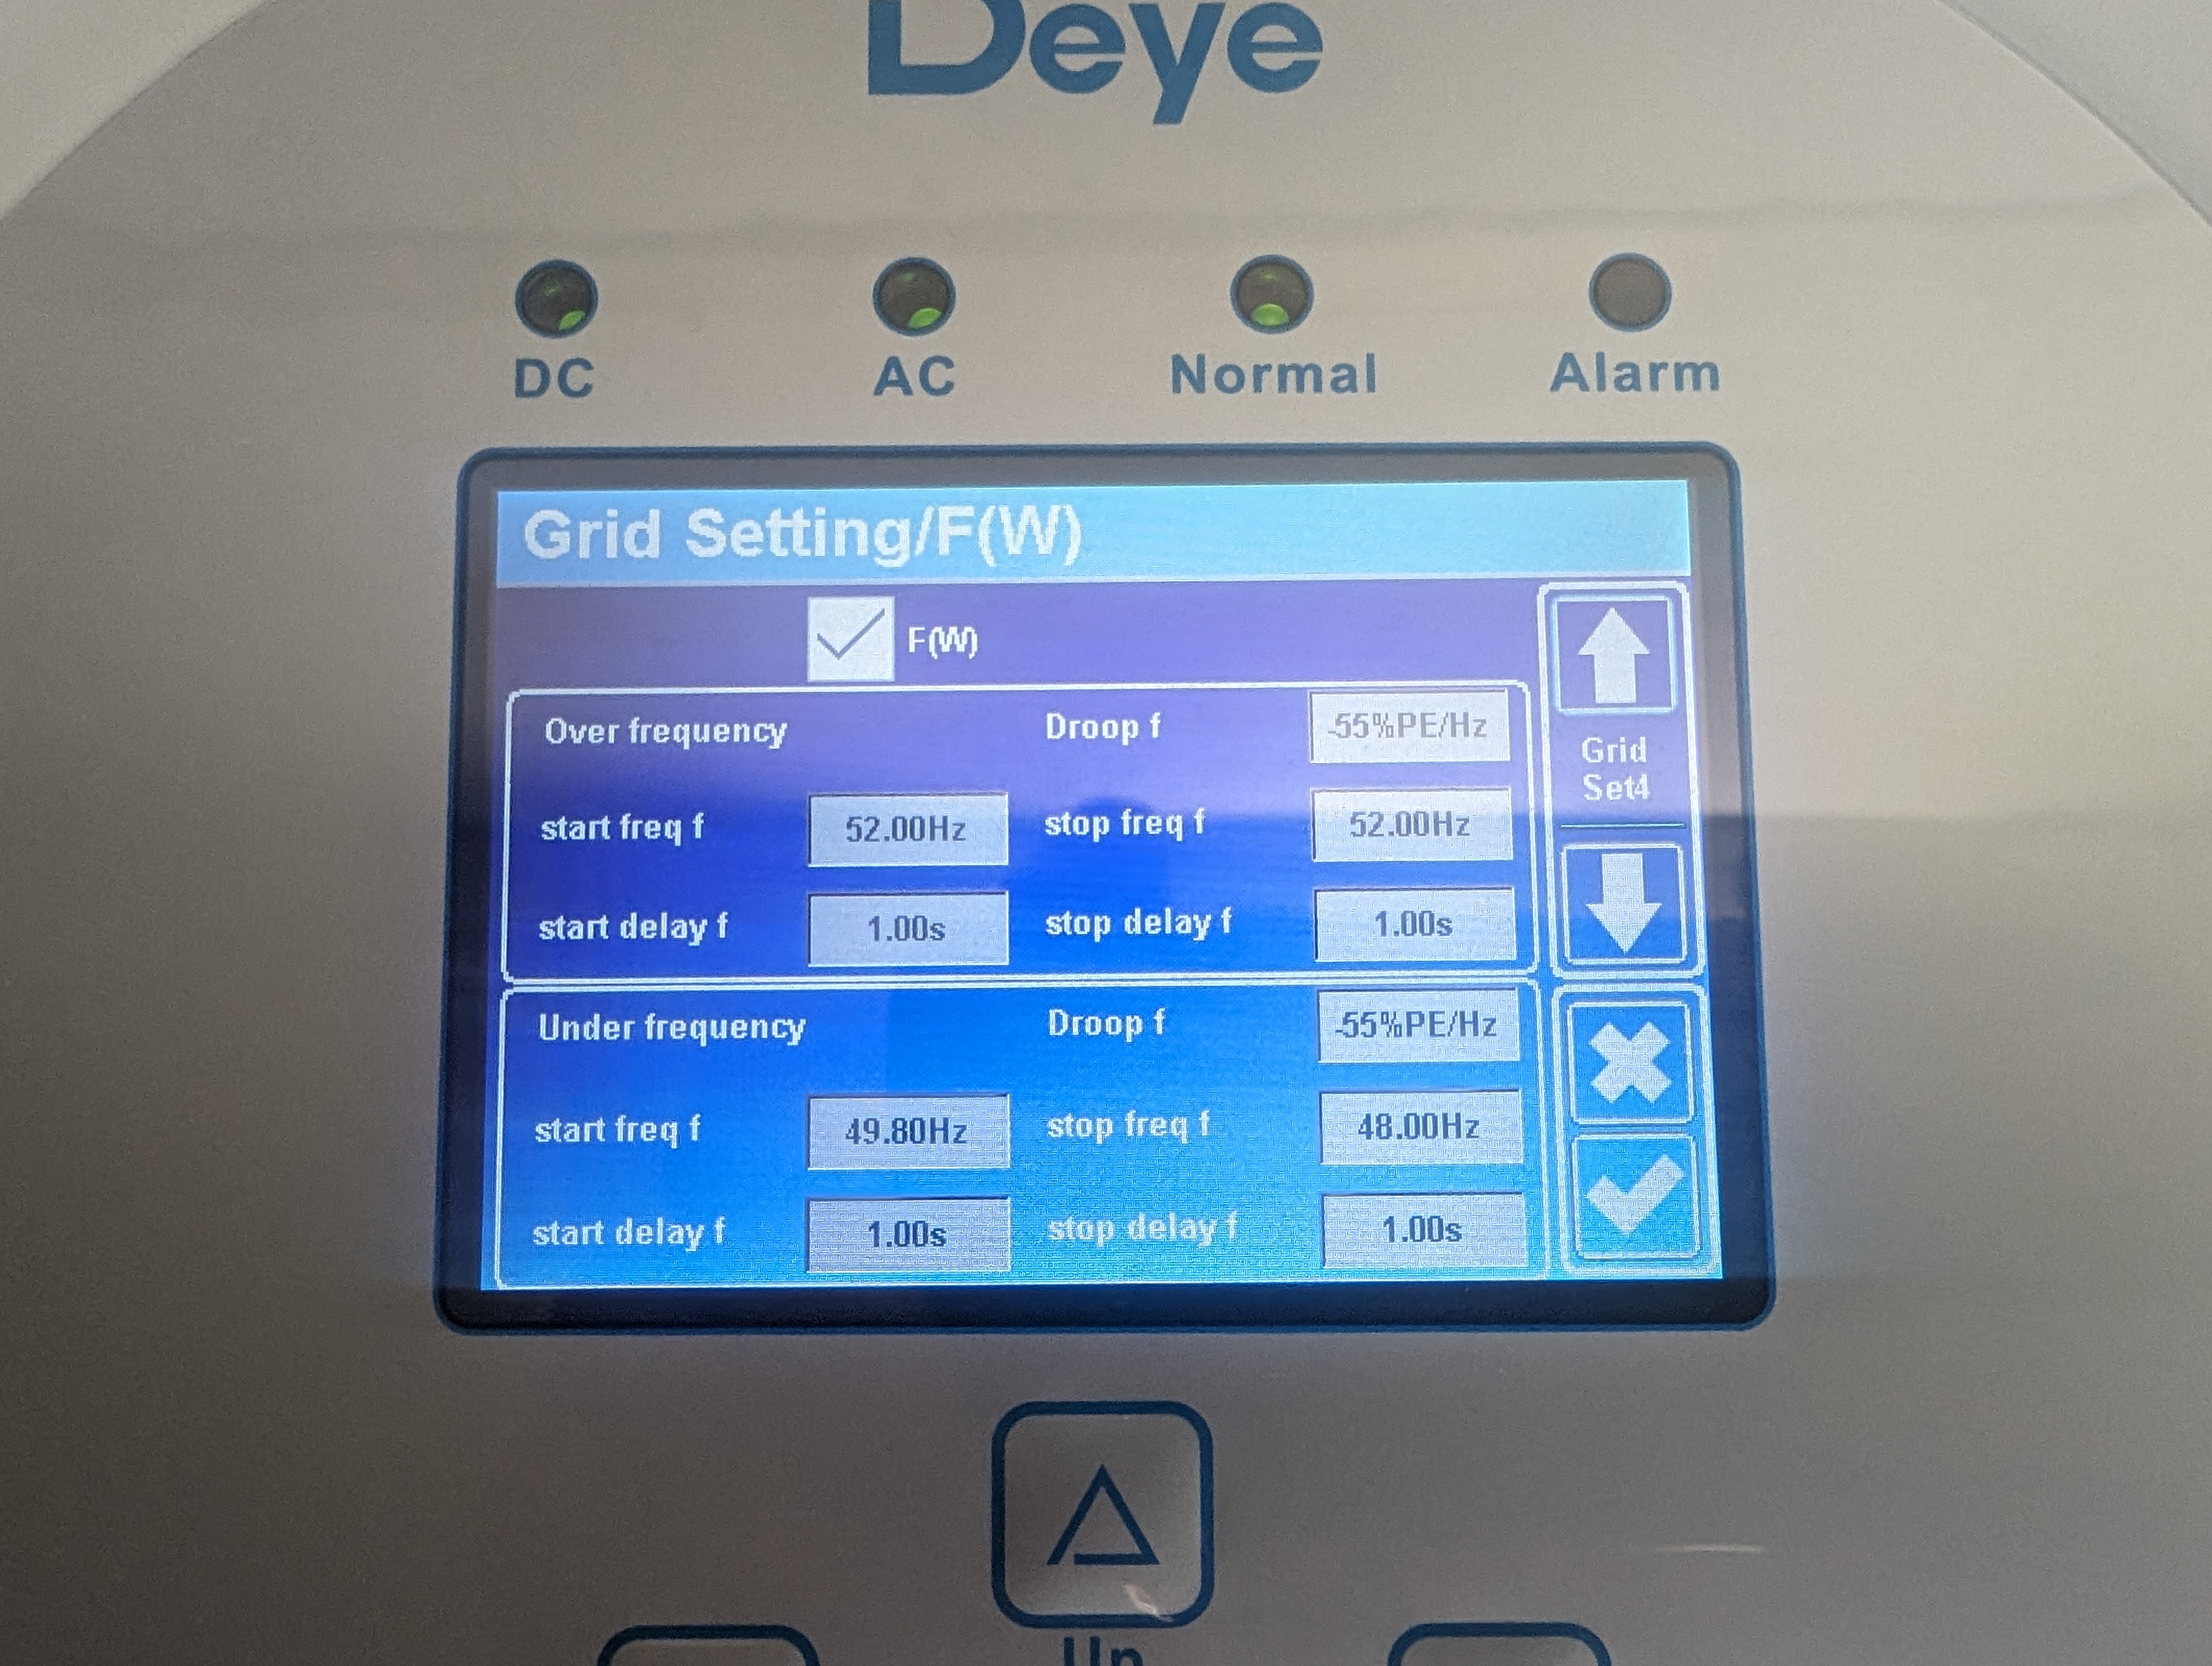 Deye
DC AC Normal Alarm
Grid Setting/F(W)
F(W)
Over frequency Droop f -55%PE/Hz
start freq f 52.00Hz stop freq f 52.00Hz
start delay f 1.00s stop delay f 1.00s
Under frequency Droop f -55%PE/Hz
start freq f 49.80Hz stop freq f 48.00Hz
start delay f 1.00s stop delay f 1.00s
Grid
Set4
Up